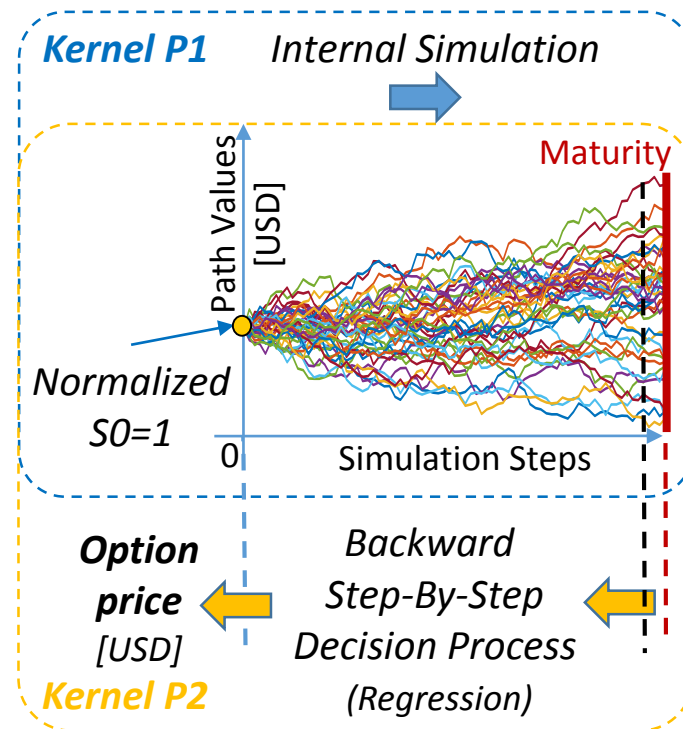 Kernel P1 Internal Simulation
Maturity
Path Values
[USD]
Normalized
S0=1
0 Simulation Steps
Option
price
[USD]
Backward
Step-By-Step
Decision Process
(Regression)
Kernel P2